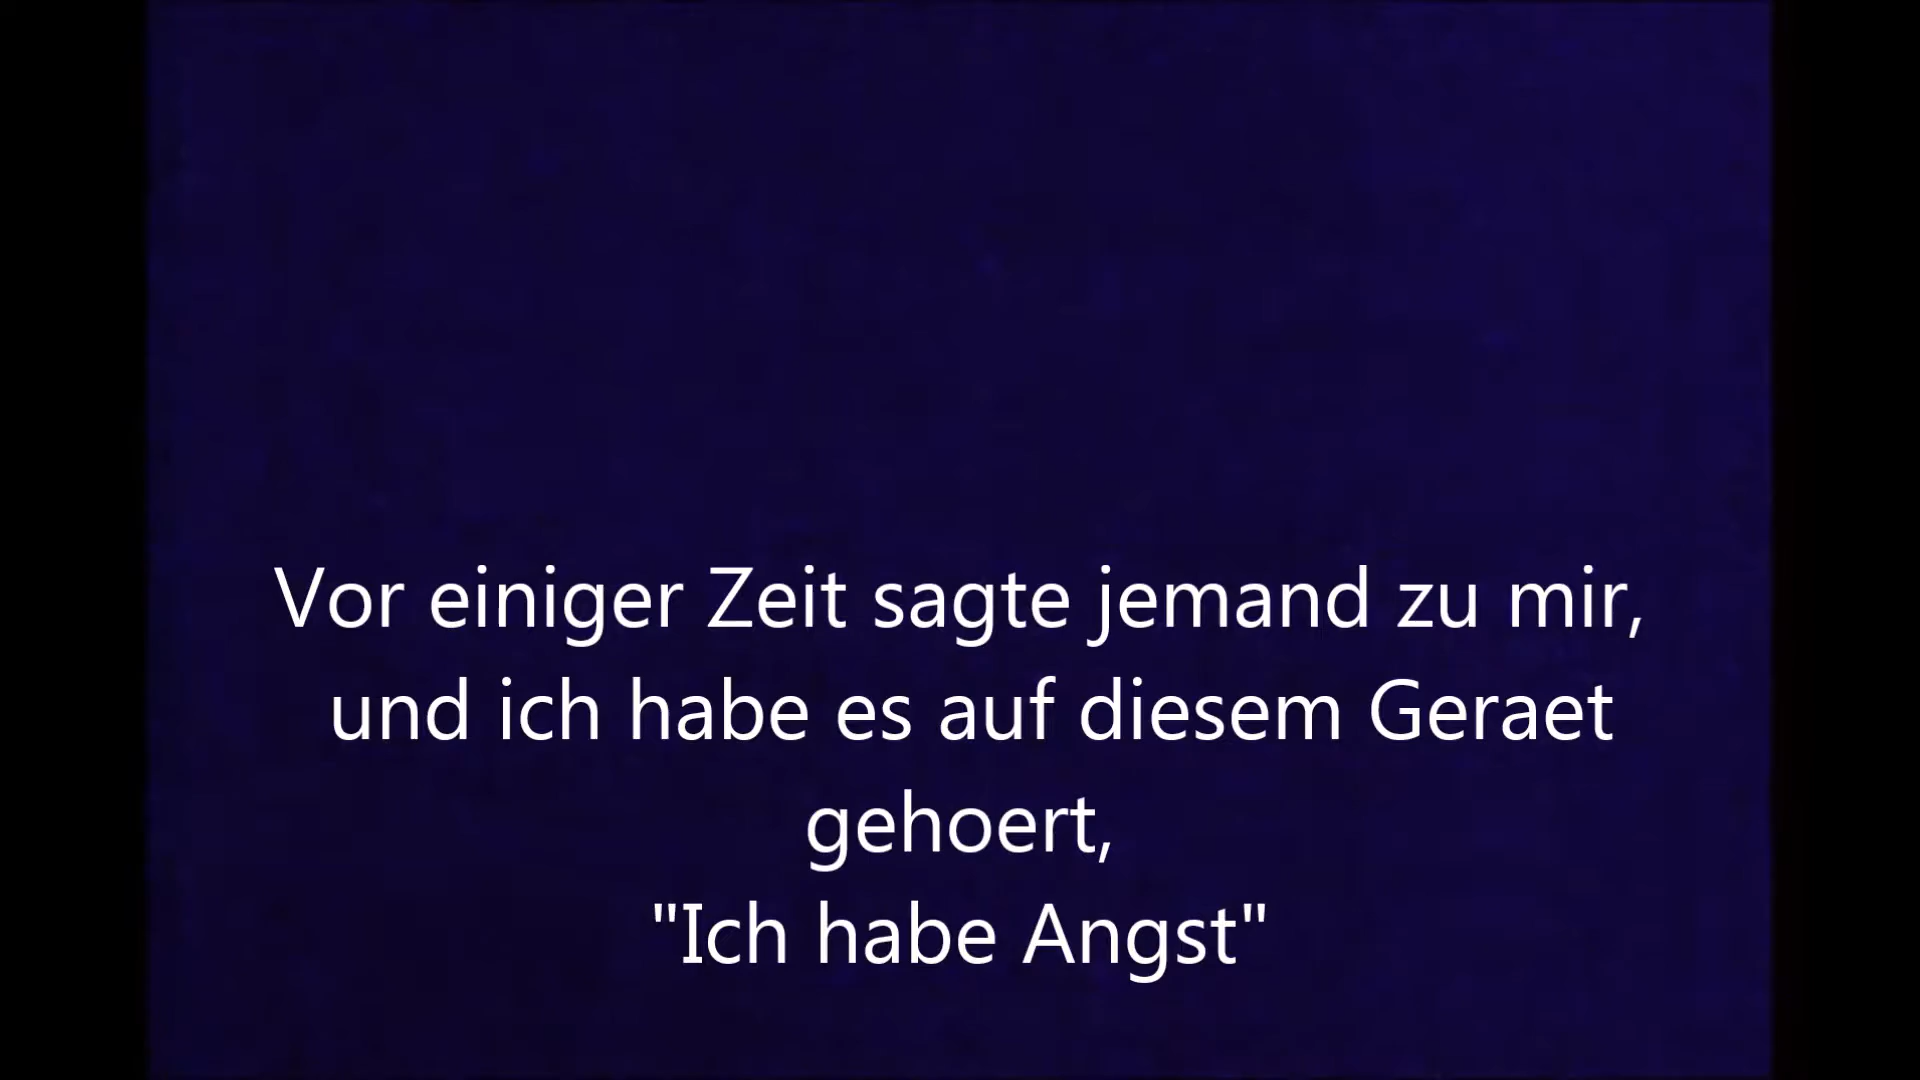 Vor einiger Zeit sagte jemand zu mir,
und ich habe es auf diesem Geraet
gehoert,
"Ich habe Angst"